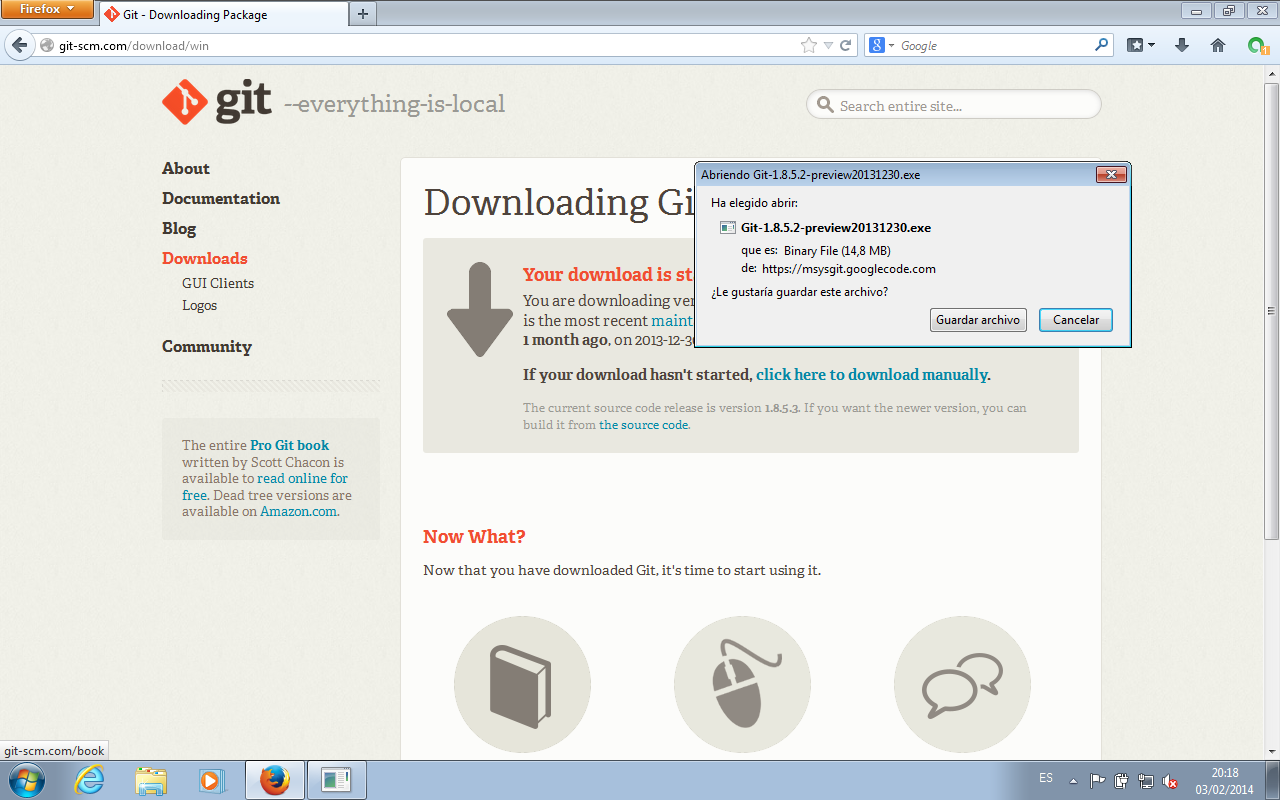 Firefox
Git - Downloading Package
git-scm.com/download/win
Google
git --everything-is-local
Search entire site...
About
Documentation
Blog
Downloads
GUI Clients
Logos
Community
The entire Pro Git book
written by Scott Chacon is
available to read online for
free. Dead tree versions are
available on Amazon.com.
Downloading Gi
Your download is st
You are downloading ver
is the most recent maint
1 month ago, on 2013-12-30
If your download hasn't started, click here to download manually.
The current source code release is version 1.8.5.3. If you want the newer version, you can
build it from the source code.
Abriendo Git-1.8.5.2-preview20131230.exe
Ha elegido abrir:
Git-1.8.5.2-preview20131230.exe
que es: Binary File (14,8 MB)
de: https://msysgit.googlecode.com
¿Le gustaría guardar este archivo?
Guardar archivo
Cancelar
Now What?
Now that you have downloaded Git, it's time to start using it.
git-scm.com/book
ES
20:18
03/02/2014